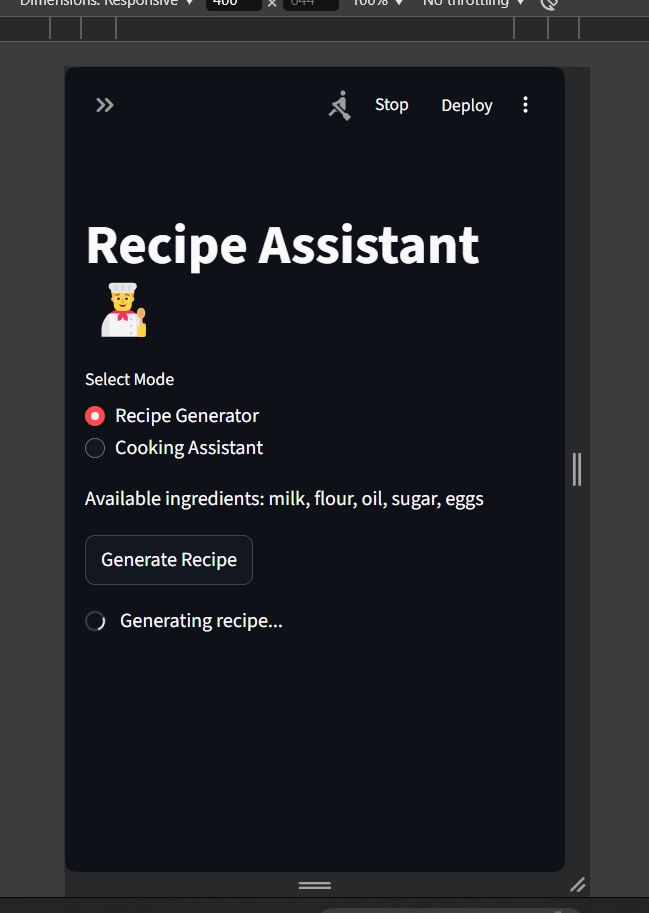 Dimensions: Responsive ▼ 400 × 644 100% ▼ No throttling ▼
Stop Deploy
Recipe Assistant
Select Mode
Recipe Generator
Cooking Assistant
Available ingredients: milk, flour, oil, sugar, eggs
Generate Recipe
Generating recipe...